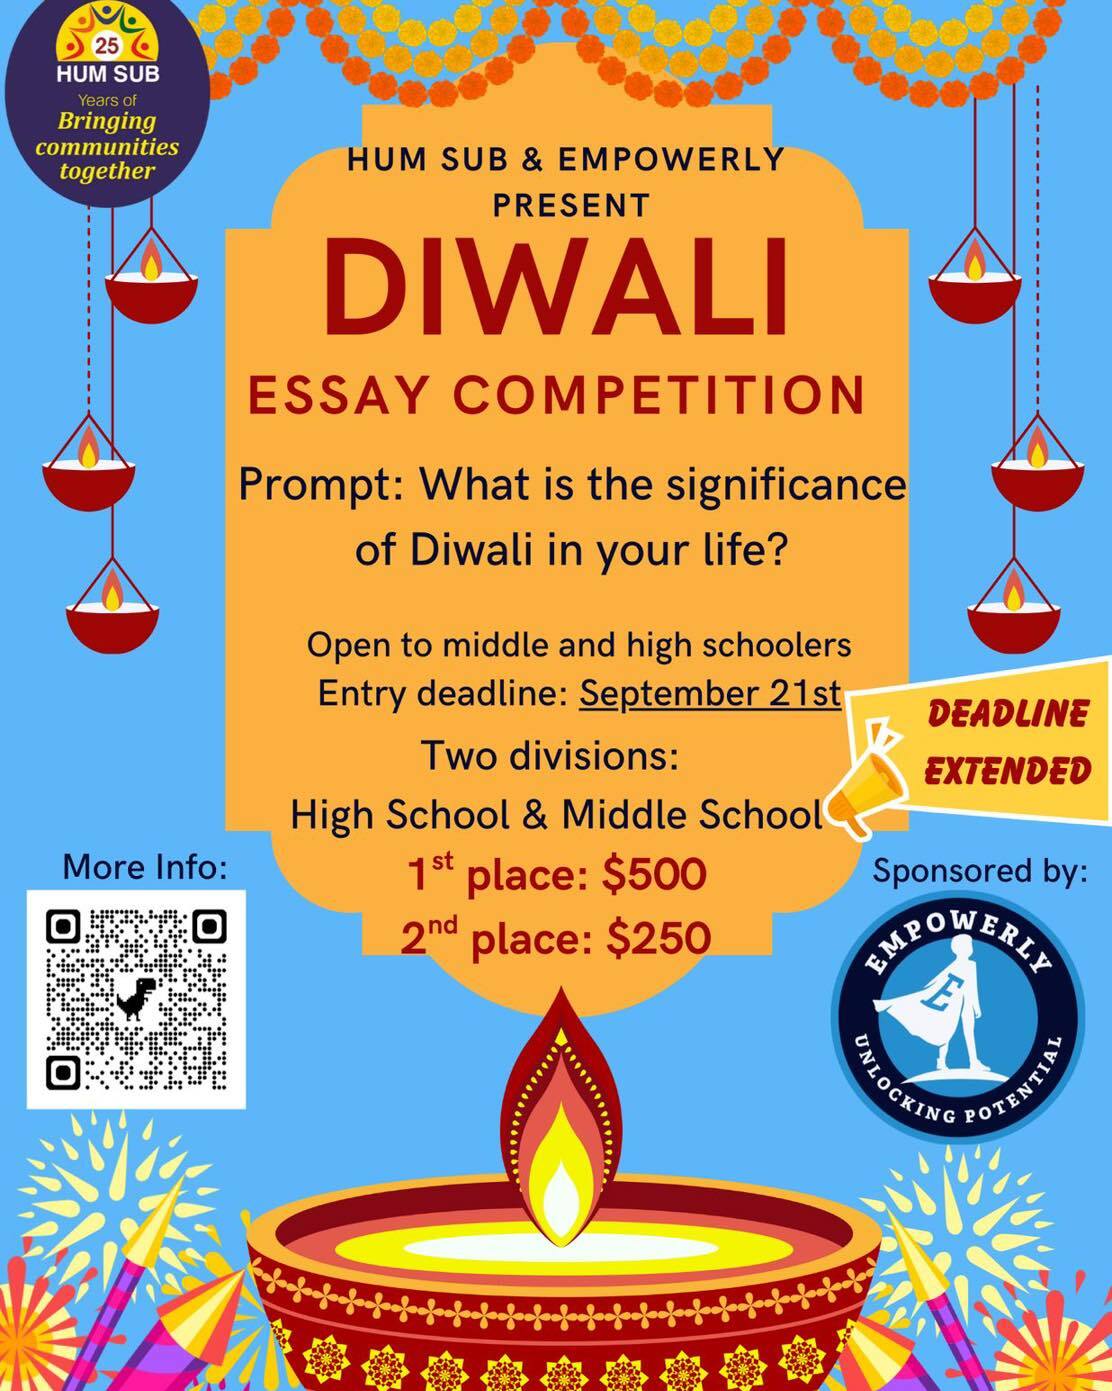 25
HUM SUB
Years of
Bringing
communities
together
HUM SUB & EMPOWERLY
PRESENT
DIWALI
ESSAY COMPETITION
Prompt: What is the significance
of Diwali in your life?
Open to middle and high schoolers
Entry deadline: September 21st
DEADLINE
EXTENDED
Two divisions:
High School & Middle School
1st place: $500
2nd place: $250
More Info:
Sponsored by:
EMPOWERLY
E
UNLOCKING POTENTIAL